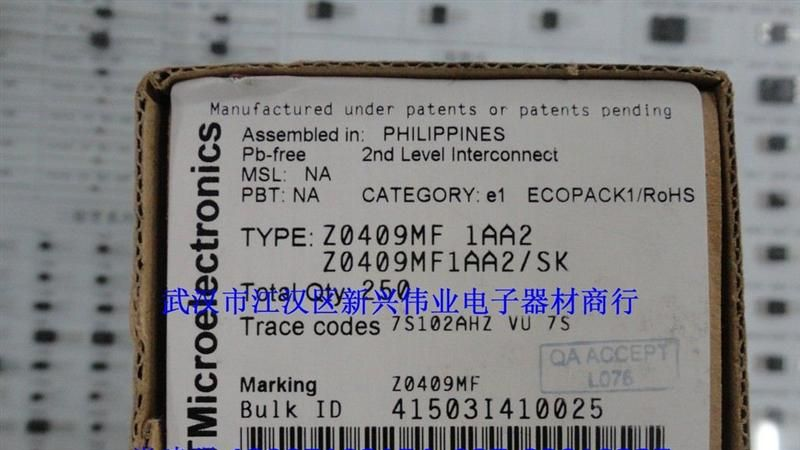 Manufactured under patents or patents pending
Microelectronics
Assembled in: PHILIPPINES
Pb-free 2nd Level Interconnect
MSL: NA
PBT: NA CATEGORY: e1 ECOPACK1/RoHS
TYPE: Z0409MF 1AA2
Z0409MF1AA2/SK
Total Qty 250
武汉市江汉区新兴伟业电子器材商行
Trace codes 7S102AHZ VU 7S
QA ACCEPT
L076
Marking Z0409MF
Bulk ID 41503I410025